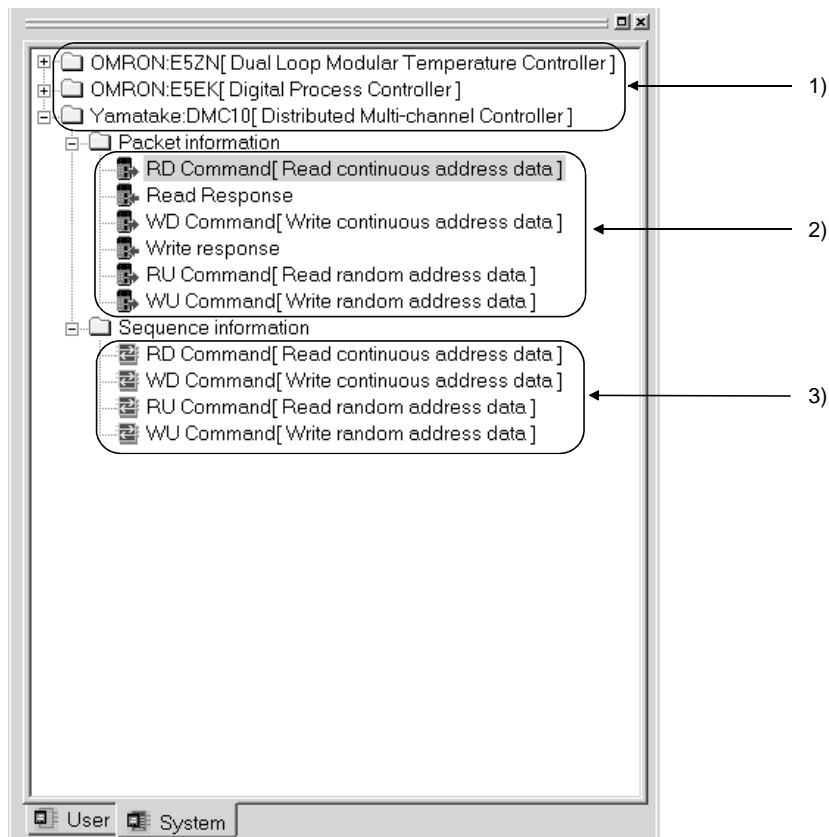 OMRON:E5ZN[ Dual Loop Modular Temperature Controller ]
1)
OMRON:E5EK[ Digital Process Controller ]
Yamatake:DMC10[ Distributed Multi-channel Controller ]
Packet information
RD Command[ Read continuous address data ]
Read Response
WD Command[ Write continuous address data ]
2)
Write response
RU Command[ Read random address data ]
WU Command[ Write random address data ]
Sequence information
RD Command[ Read continuous address data ]
WD Command[ Write continuous address data ]
3)
RU Command[ Read random address data ]
WU Command[ Write random address data ]
User
System